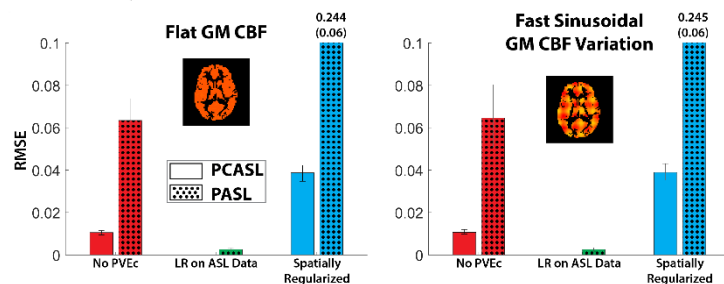 0.244
(0.06)
Flat GM CBF
0.1
0.08
0.06
0.04
0.02
0
RMSE
PCASL
PASL
No PVEc
LR on ASL Data
Spatially
Regularized
0.245
(0.06)
Fast Sinusoidal
GM CBF Variation
0.1
0.08
0.06
0.04
0.02
0
No PVEc
LR on ASL Data
Spatially
Regularized